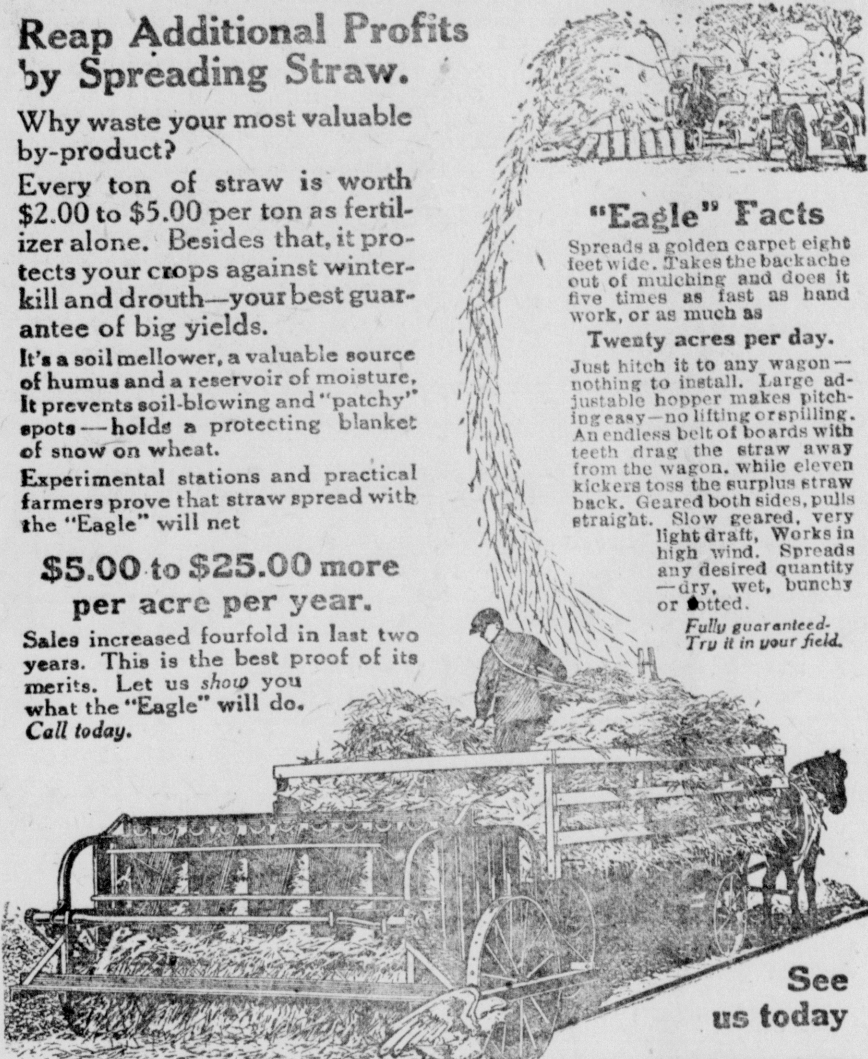 Reap Additional Profits
by Spreading Straw.
Why waste your most valuable
by-product?
Every ton of straw is worth
$2.00 to $5.00 per ton as fertil-
izer alone. Besides that, it pro-
tects your crops against winter-
kill and drouth—your best guar-
antee of big yields.
It's a soil mellower, a valuable source
of humus and a reservoir of moisture,
It prevents soil-blowing and "patchy"
spots—holds a protecting blanket
of snow on wheat.
Experimental stations and practical
farmers prove that straw spread with
the "Eagle" will net
$5.00 to $25.00 more
per acre per year.
Sales increased fourfold in last two
years. This is the best proof of its
merits. Let us show you
what the "Eagle" will do.
Call today.
"Eagle" Facts
Spreads a golden carpet eight
feet wide. Takes the backache
out of mulching and does it
five times as fast as hand
work, or as much as
Twenty acres per day.
Just hitch it to any wagon—
nothing to install. Large ad-
justable hopper makes pitch-
ing easy—no lifting or spilling.
An endless belt of boards with
teeth drag the straw away
from the wagon, while eleven
kickers toss the surplus straw
back. Geared both sides, pulls
straight. Slow geared, very
light draft, Works in
high wind. Spreads
any desired quantity
—dry, wet, bunchy
or rotted.
Fully guaranteed.
Try it in your field.
See
us today